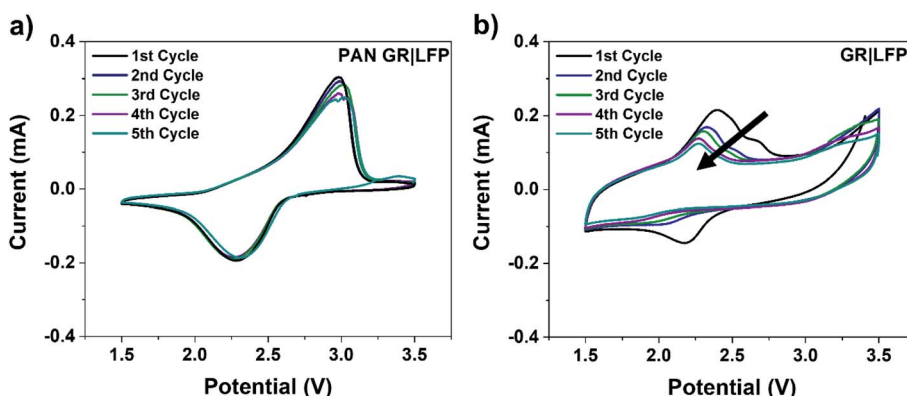 a)
PAN GR|LFP
1st Cycle
2nd Cycle
3rd Cycle
4th Cycle
5th Cycle
0.4
0.2
0.0
-0.2
-0.4
Current (mA)
1.5 2.0 2.5 3.0 3.5
Potential (V)
b)
GR|LFP
1st Cycle
2nd Cycle
3rd Cycle
4th Cycle
5th Cycle
0.4
0.2
0.0
-0.2
-0.4
Current (mA)
1.5 2.0 2.5 3.0 3.5
Potential (V)